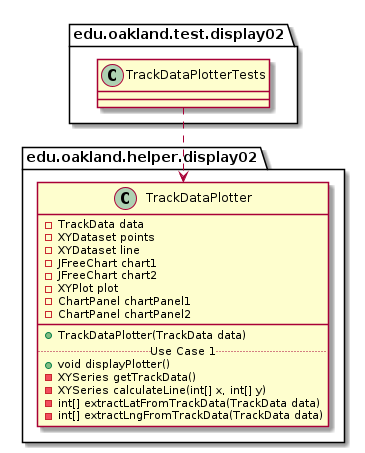 edu.oakland.test.display02
C TrackDataPlotterTests
edu.oakland.helper.display02
C TrackDataPlotter
TrackData data
XYDataset points
XYDataset line
JFreeChart chart1
JFreeChart chart2
XYPlot plot
ChartPanel chartPanel1
ChartPanel chartPanel2
TrackDataPlotter(TrackData data)
Use Case 1
void displayPlotter()
XYSeries getTrackData()
XYSeries calculateLine(int[] x, int[] y)
int[] extractLatFromTrackData(TrackData data)
int[] extractLngFromTrackData(TrackData data)